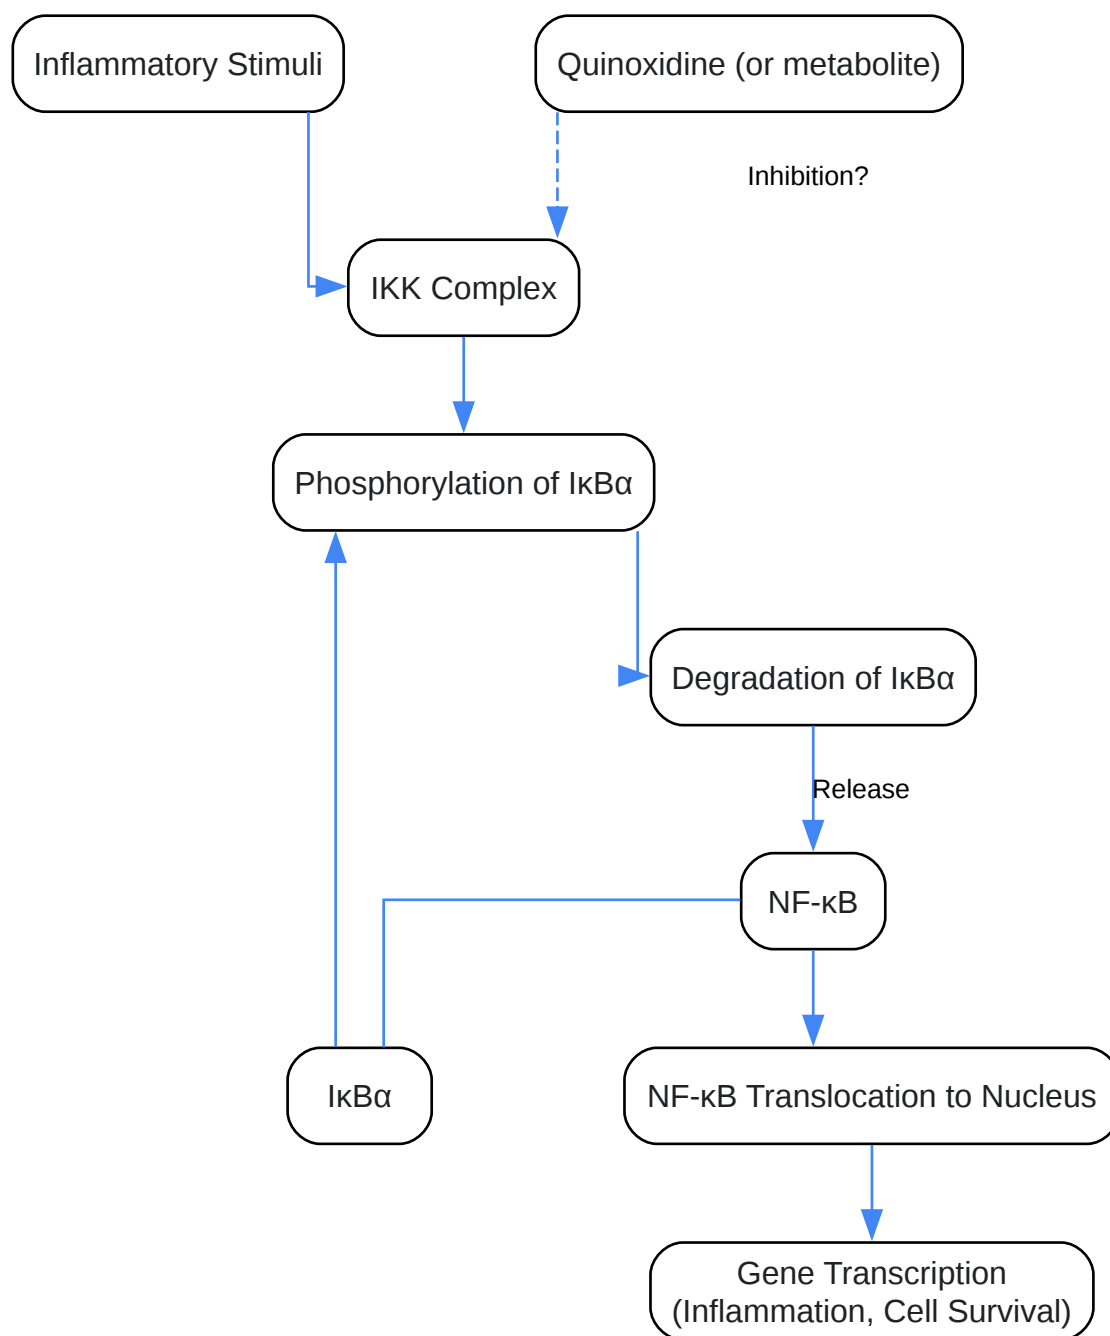 Inflammatory Stimuli
Quinoxidine (or metabolite)
Inhibition?
IKK Complex
Phosphorylation of IκBα
Degradation of IκBα
Release
NF-κB
IκBα
NF-κB Translocation to Nucleus
Gene Transcription
(Inflammation, Cell Survival)